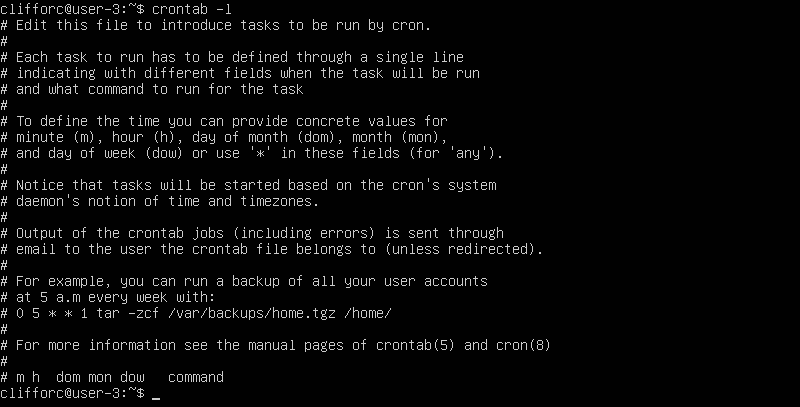 clifforc@user-3:~$ crontab -l
# Edit this file to introduce tasks to be run by cron.
#
# Each task to run has to be defined through a single line
# indicating with different fields when the task will be run
# and what command to run for the task
#
# To define the time you can provide concrete values for
# minute (m), hour (h), day of month (dom), month (mon),
# and day of week (dow) or use '*' in these fields (for 'any').
#
# Notice that tasks will be started based on the cron's system
# daemon's notion of time and timezones.
#
# Output of the crontab jobs (including errors) is sent through
# email to the user the crontab file belongs to (unless redirected).
#
# For example, you can run a backup of all your user accounts
# at 5 a.m every week with:
# 0 5 * * 1 tar -zcf /var/backups/home.tgz /home/
#
# For more information see the manual pages of crontab(5) and cron(8)
#
# m h  dom mon dow   command
clifforc@user-3:~$ _